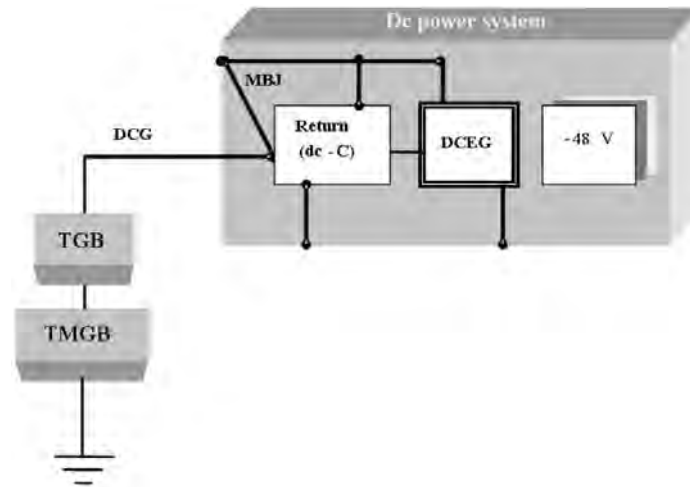 Dc power system
MBJ
DCG
Return
(dc - C)
DCEG
-48 V
TGB
TMGB